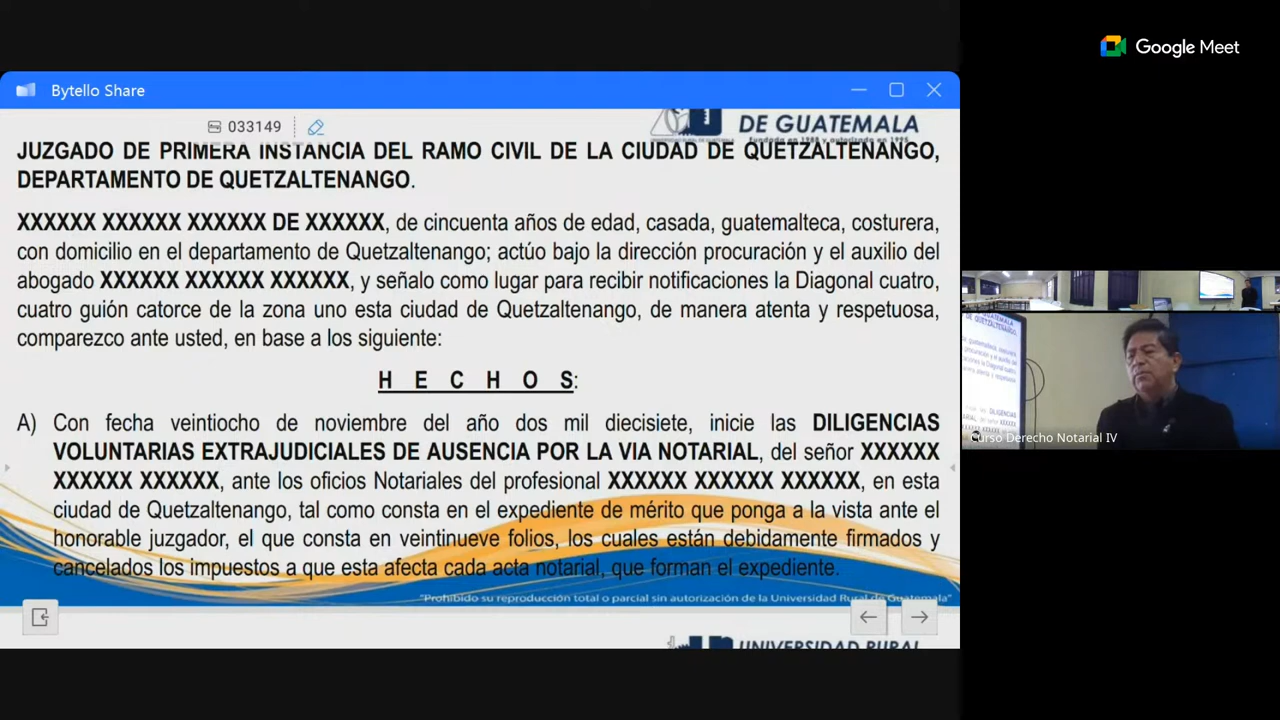 Google Meet
Bytello Share
033149
DE GUATEMALA
Fundada en 1989 y autorizada en 1995
JUZGADO DE PRIMERA INSTANCIA DEL RAMO CIVIL DE LA CIUDAD DE QUETZALTENANGO,
DEPARTAMENTO DE QUETZALTENANGO.
XXXXXX XXXXXX XXXXXX DE XXXXXX, de cincuenta años de edad, casada, guatemalteca, costurera,
con domicilio en el departamento de Quetzaltenango; actúo bajo la dirección procuración y el auxilio del
abogado XXXXXX XXXXXX XXXXXX, y señalo como lugar para recibir notificaciones la Diagonal cuatro,
cuatro guión catorce de la zona uno esta ciudad de Quetzaltenango, de manera atenta y respetuosa,
comparezco ante usted, en base a los siguiente:
H E C H O S:
A) Con fecha veintiocho de noviembre del año dos mil diecisiete, inicie las DILIGENCIAS
VOLUNTARIAS EXTRAJUDICIALES DE AUSENCIA POR LA VIA NOTARIAL, del señor XXXXXX
XXXXXX XXXXXX, ante los oficios Notariales del profesional XXXXXX XXXXXX XXXXXX, en esta
ciudad de Quetzaltenango, tal como consta en el expediente de mérito que ponga a la vista ante el
honorable juzgador, el que consta en veintinueve folios, los cuales están debidamente firmados y
cancelados los impuestos a que esta afecta cada acta notarial, que forman el expediente.
"Prohibido su reproducción total o parcial sin autorización de la Universidad Rural de Guatemala"
UNIVERSIDAD RURAL
Curso Derecho Notarial IV